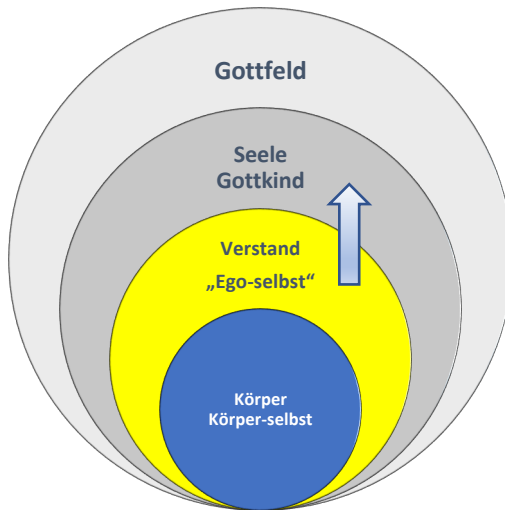 Gottfeld
Seele
Gottkind
Verstand
„Ego-selbst“
Körper
Körper-selbst